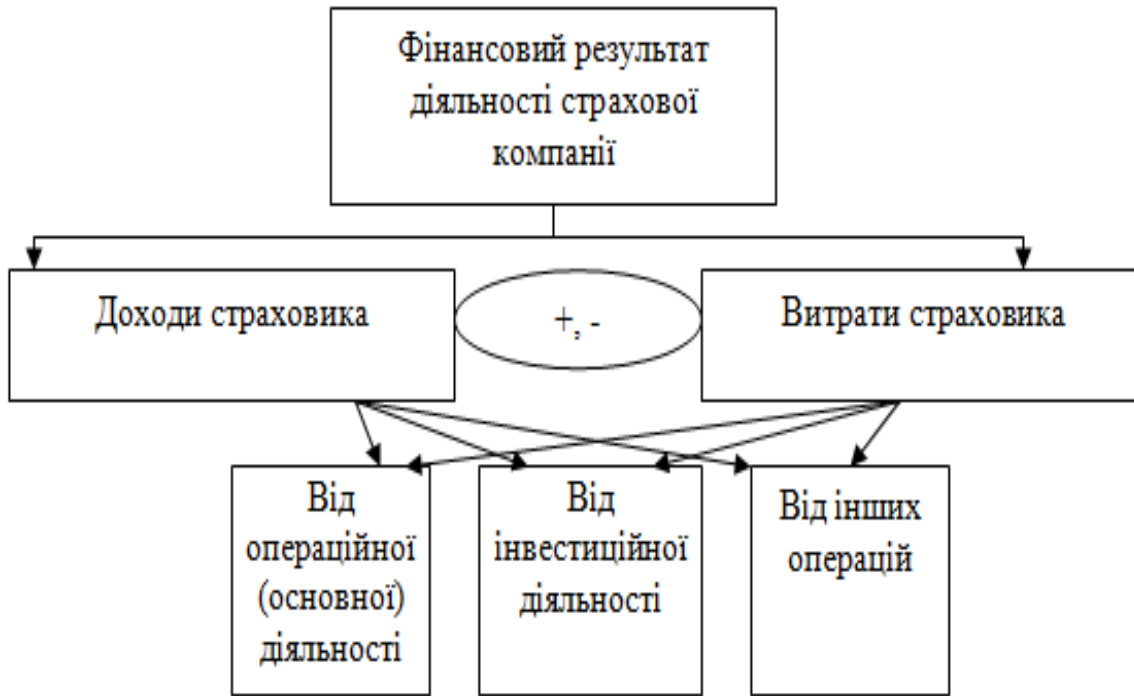 Фінансовий результат
діяльності страхової
компанії
Доходи страховика
+, -
Витрати страховика
Від
операційної
(основної)
діяльності
Від
інвестиційної
діяльності
Від інших
операцій